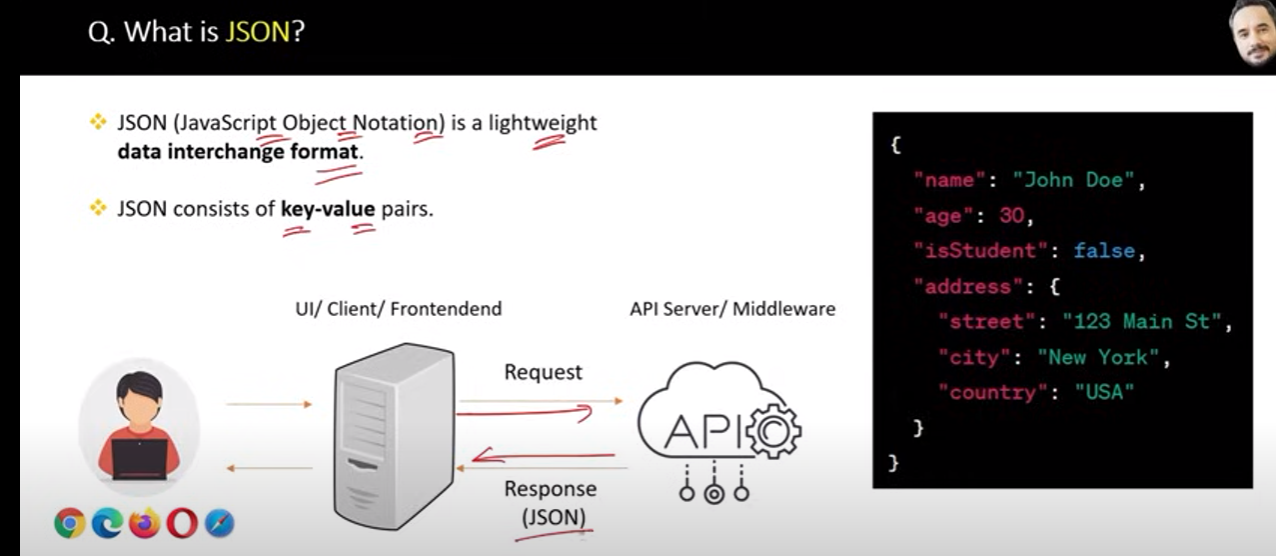 Q. What is JSON?
JSON (JavaScript Object Notation) is a lightweight
data interchange format.
JSON consists of key-value pairs.
UI/ Client/ Frontendend
API Server/ Middleware
Request
API
Response
(JSON)
{
"name": "John Doe",
"age": 30,
"isStudent": false,
"address": {
"street": "123 Main St",
"city": "New York",
"country": "USA"
}
}